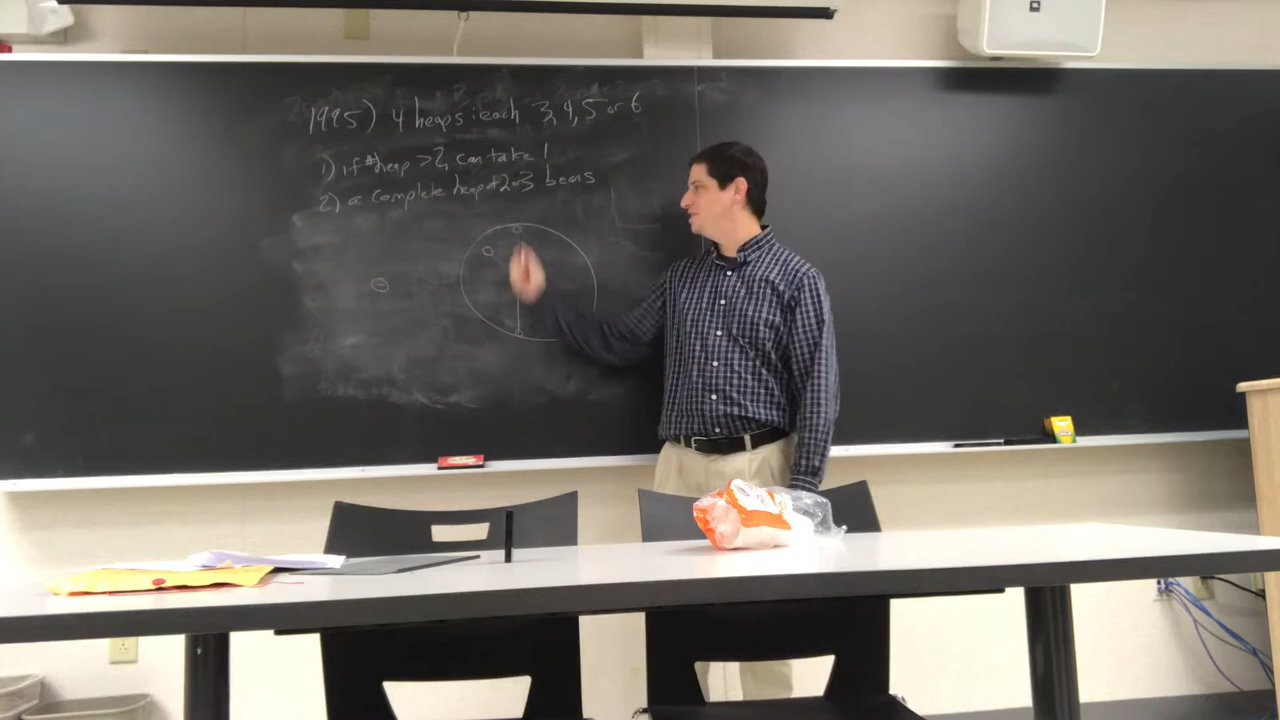 JBL
1995) 4 heaps : each 3, 4, 5 or 6
1) if # heap > 2, can take 1
2) a complete heap of 2 or 3 beans